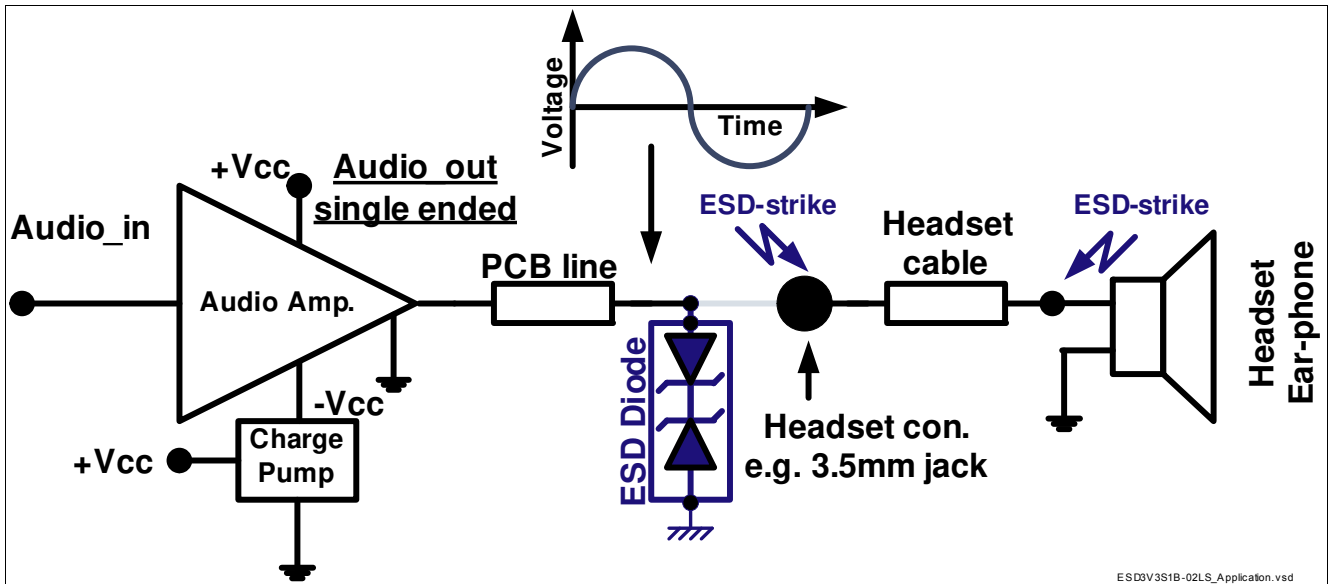 Voltage
Time
+Vcc
Audio_out
single ended
ESD-strike
ESD-strike
Audio_in
Headset
cable
PCB line
Audio Amp.
Headset
Ear-phone
ESD Diode
-Vcc
Charge
Pump
+Vcc
Headset con.
e.g. 3.5mm jack
ESD3V3S1B-02LS_Application.vsd